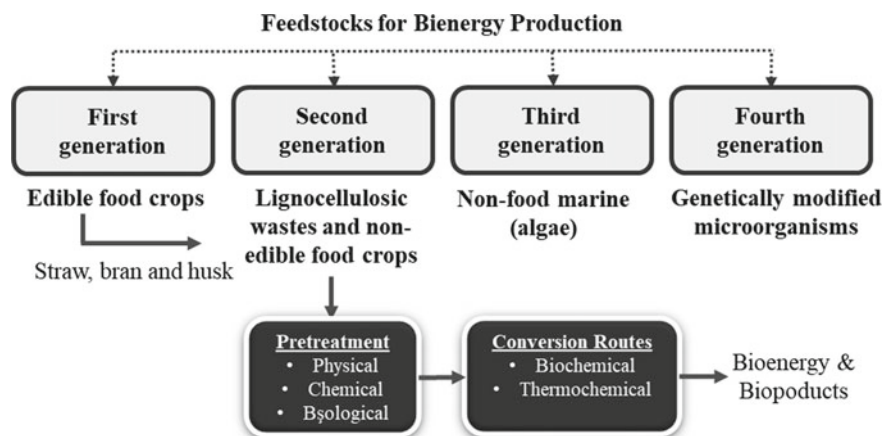 Feedstocks for Bienergy Production
First
generation
Second
generation
Third
generation
Fourth
generation
Edible food crops
Straw, bran and husk
Lignocellulosic
wastes and non-
edible food crops
Non-food marine
(algae)
Genetically modified
microorganisms
Pretreatment
• Physical
• Chemical
• Bşological
Conversion Routes
• Biochemical
• Thermochemical
Bioenergy &
Biopoducts